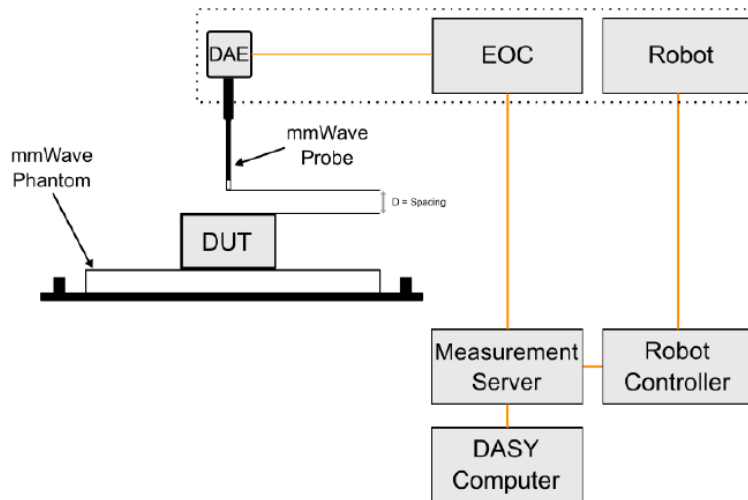 DAE
EOC
Robot
mmWave
Probe
mmWave
Phantom
D = Spacing
DUT
Measurement
Server
Robot
Controller
DASY
Computer